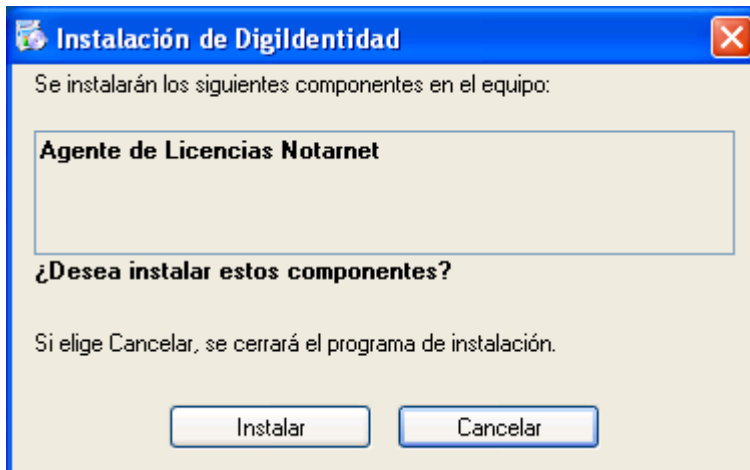 Instalación de DigiIdentidad
Se instalarán los siguientes componentes en el equipo:
Agente de Licencias Notarnet
¿Desea instalar estos componentes?
Si elige Cancelar, se cerrará el programa de instalación.
Instalar
Cancelar